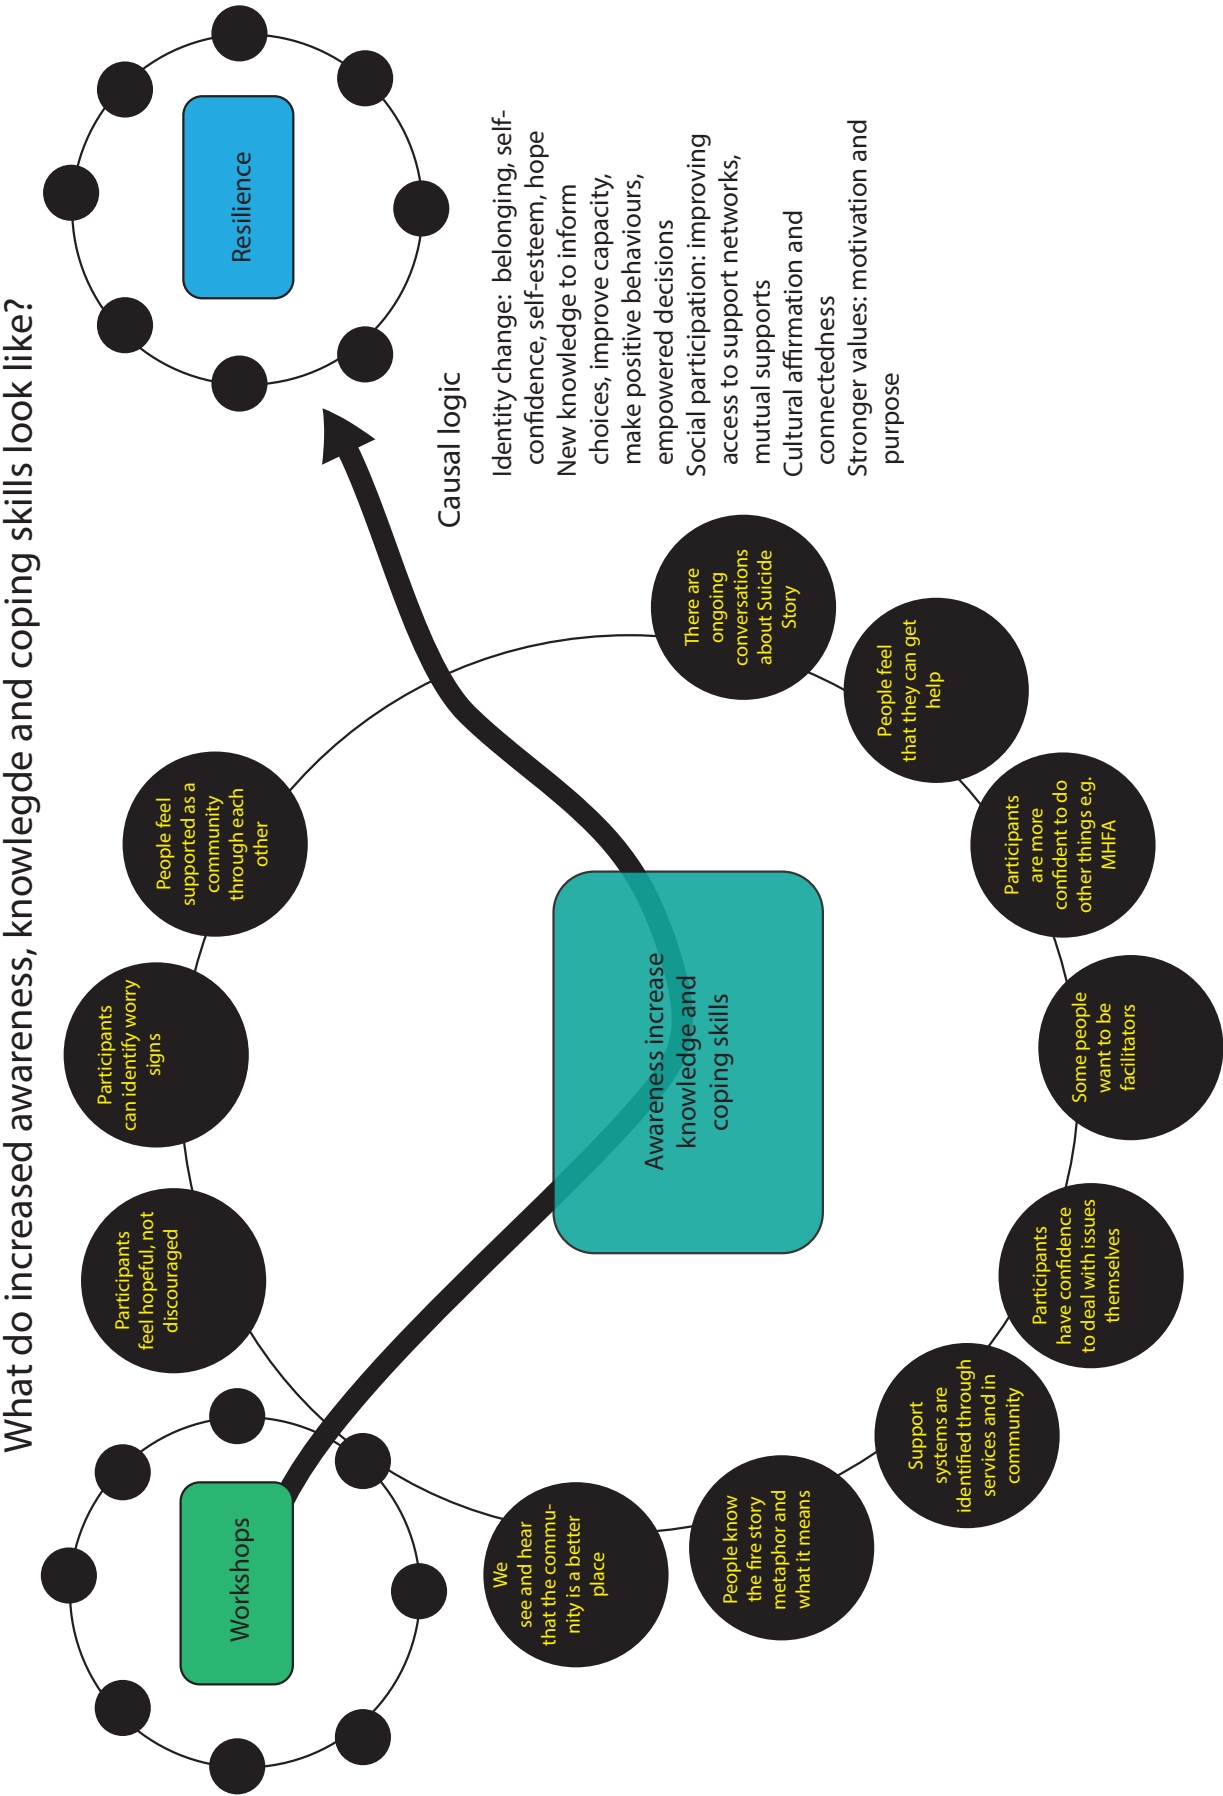 What do increased awareness, knowlegde and coping skills look like?
Workshops
Participants
feel hopeful, not
discouraged
Participants
can identify worry
signs
People feel
supported as a
community
through each
other
Resilience
Causal logic
Identity change:  belonging, self-
confidence, self-esteem, hope
New knowledge to inform
choices, improve capacity,
make positive behaviours,
empowered decisions
Social participation: improving
access to support networks,
mutual supports
Cultural affirmation and
connectedness
Stronger values: motivation and
purpose
Awareness increase
knowledge and
coping skills
We
see and hear
that the commu-
nity is a better
place
People know
the fire story
metaphor and
what it means
Support
systems are
identified through
services and in
community
Participants
have confidence
to deal with issues
themselves
Some people
want to be
facilitators
Participants
are more
confident to do
other things e.g.
MHFA
People feel
that they can get
help
There are
ongoing
conversations
about Suicide
Story